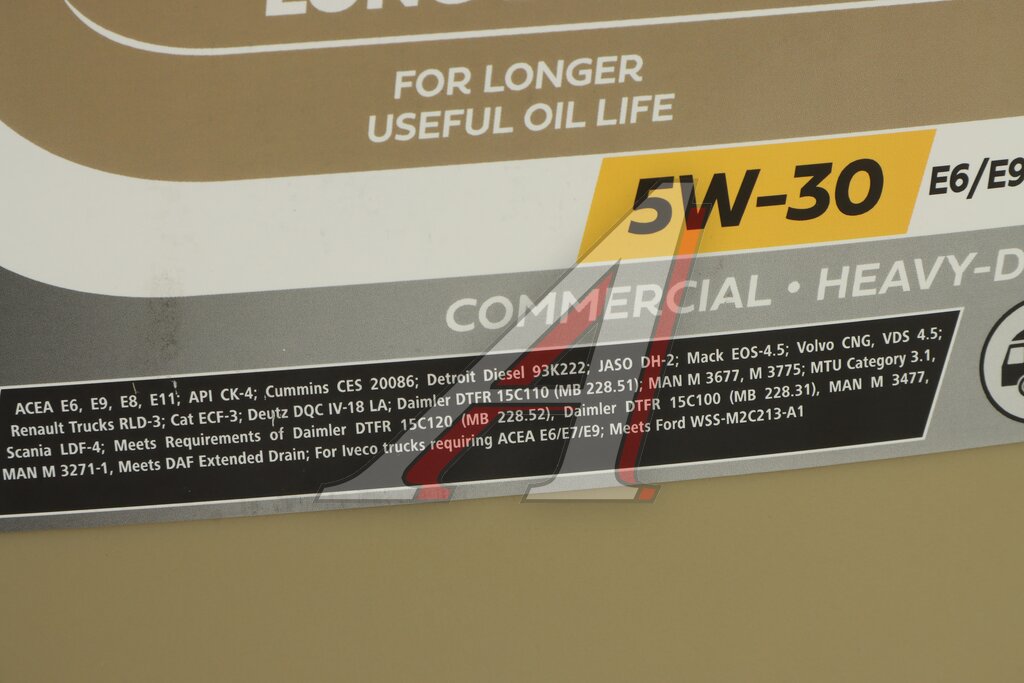 FOR LONGER
USEFUL OIL LIFE
5W-30 E6/E9
COMMERCIAL • HEAVY-D
ACEA E6, E9, E8, E11; API CK-4; Cummins CES 20086; Detroit Diesel 93K222; JASO DH-2; Mack EOS-4.5; Volvo CNG, VDS 4.5;
Renault Trucks RLD-3; Cat ECF-3; Deutz DQC IV-18 LA; Daimler DTFR 15C110 (MB 228.51); MAN M 3677, M 3775; MTU Category 3.1,
Scania LDF-4; Meets Requirements of Daimler DTFR 15C120 (MB 228.52), Daimler DTFR 15C100 (MB 228.31), MAN M 3477,
MAN M 3271-1, Meets DAF Extended Drain; For Iveco trucks requiring ACEA E6/E7/E9; Meets Ford WSS-M2C213-A1